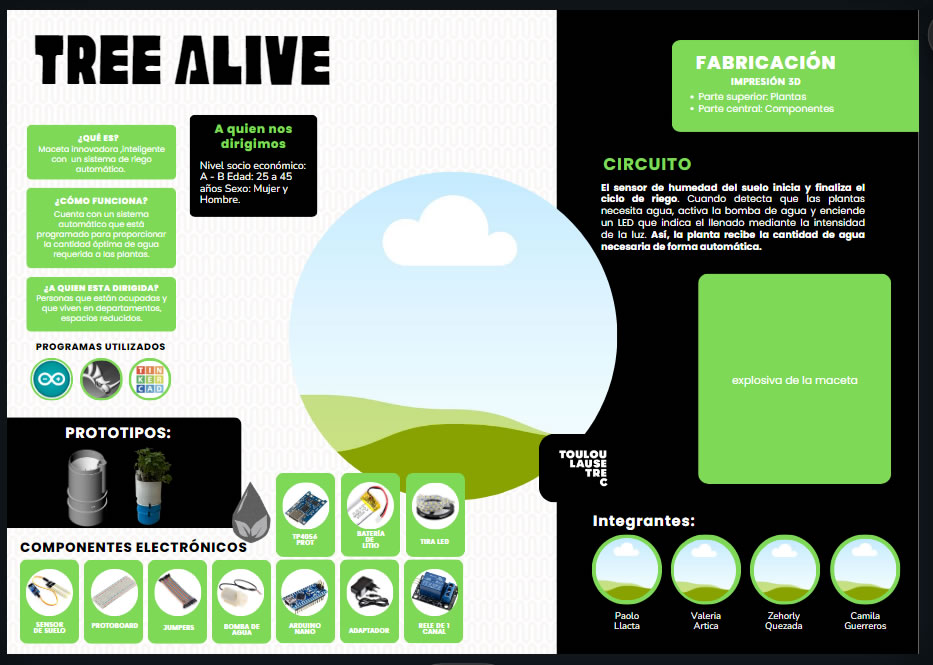 TREE ALIVE
¿QUÉ ES?
Maceta innovadora ,inteligente
con un sistema de riego
automático.
¿CÓMO FUNCIONA?
Cuenta con un sistema
automático que está
programado para proporcionar
la cantidad óptima de agua
requerido a las plantas.
¿A QUIEN ESTA DIRIGIDA?
Personas que están ocupadas y
que viven en departamentos,
espacios reducidos.
A quien nos
dirigimos
Nivel socio económico:
A - B Edad: 25 a 45
años Sexo: Mujer y
Hombre.
PROGRAMAS UTILIZADOS
TIN
KER
CAD
PROTOTIPOS:
COMPONENTES ELECTRÓNICOS
TP4056
PROT
BATERÍA
DE
LITIO
TIRA LED
SENSOR
DE SUELO
PROTOBOARD
JUMPERS
BOMBA DE
AGUA
ARDUINO
NANO
ADAPTADOR
RELE DE 1
CANAL
FABRICACIÓN
IMPRESIÓN 3D
• Parte superior: Plantas
• Parte central: Componentes
CIRCUITO
El sensor de humedad del suelo inicia y finaliza el
ciclo de riego. Cuando detecta que las plantas
necesita agua, activa la bomba de agua y enciende
un LED que indica el llenado mediante la intensidad
de la luz. Así, la planta recibe la cantidad de agua
necesaria de forma automática.
explosiva de la maceta
TOULOU
LAUSE
TRE
C
Integrantes:
Paolo
Llacta
Valeria
Artica
Zehorly
Quezada
Camila
Guerreros